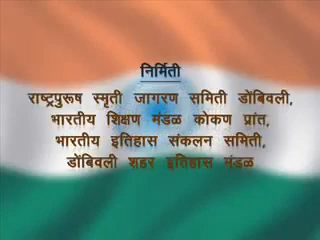 निर्मिती
राष्ट्रपुरूष स्मृती जागरण समिती डोंबिवली,
भारतीय शिक्षण मंडळ कोकण प्रांत,
भारतीय इतिहास संकलन समिती,
डोंबिवली शहर इतिहास मंडळ